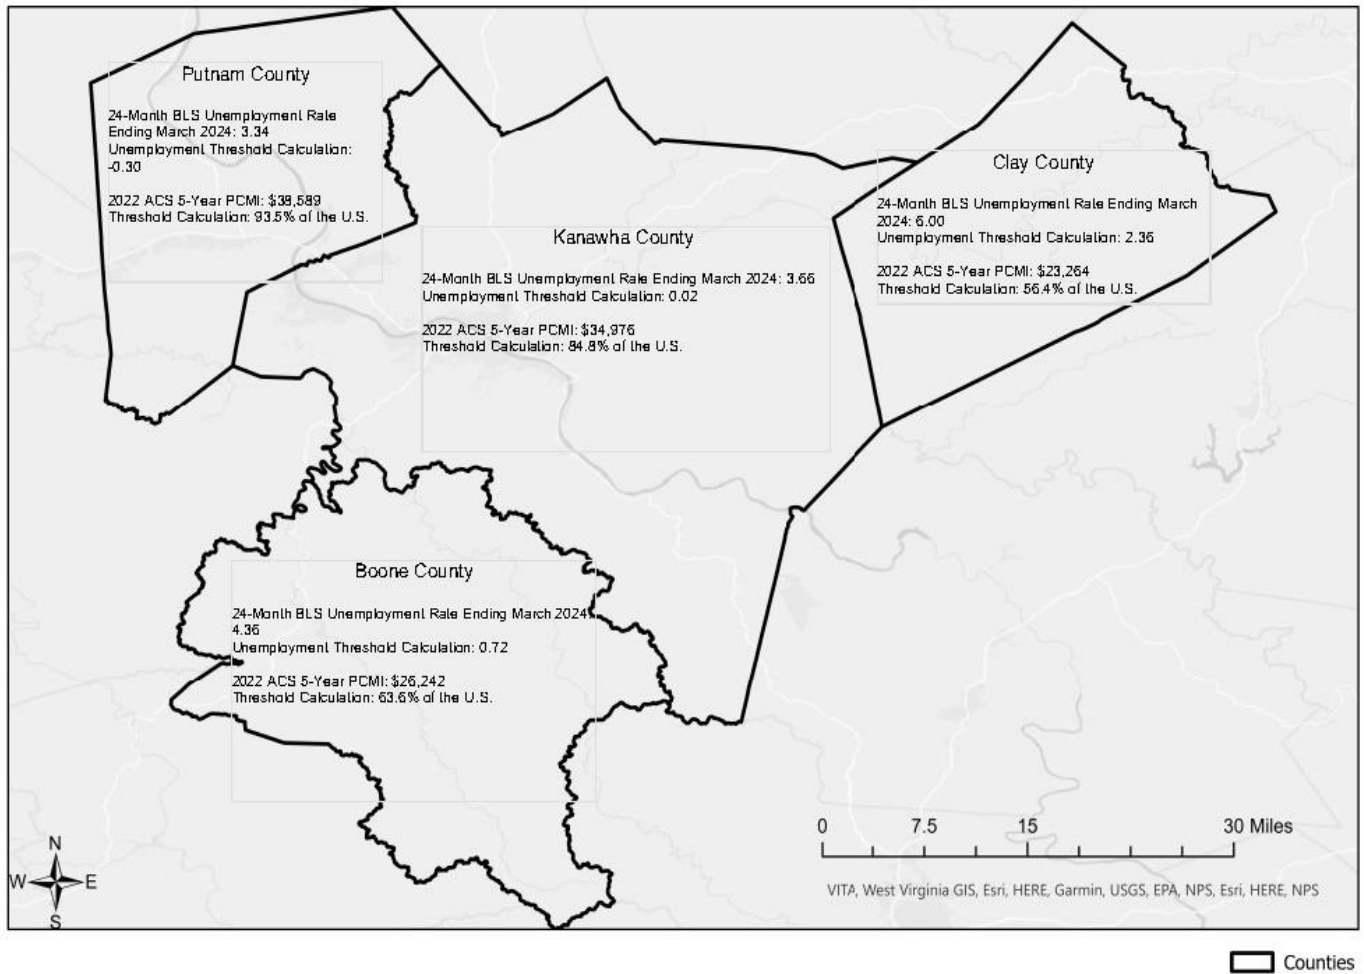 Putnam County
24-Month BLS Unemployment Rate
Ending March 2024: 3.34
Unemployment Threshold Calculation:
-0.30
2022 ACS 5-Year PCMI: $38,589
Threshold Calculation: 93.5% of the U.S.
Clay County
24-Month BLS Unemployment Rate Ending March
2024: 6.00
Unemployment Threshold Calculation: 2.36
2022 ACS 5-Year PCMI: $23,264
Threshold Calculation: 56.4% of the U.S.
Kanawha County
24-Month BLS Unemployment Rate Ending March 2024: 3.66
Unemployment Threshold Calculation: 0.02
2022 ACS 5-Year PCMI: $34,976
Threshold Calculation: 84.8% of the U.S.
Boone County
24-Month BLS Unemployment Rate Ending March 2024
4.36
Unemployment Threshold Calculation: 0.72
2022 ACS 5-Year PCMI: $26,242
Threshold Calculation: 63.6% of the U.S.
0 7.5 15 30 Miles
N
W E
S
VITA, West Virginia GIS, Esri, HERE, Garmin, USGS, EPA, NPS, Esri, HERE, NPS
Counties